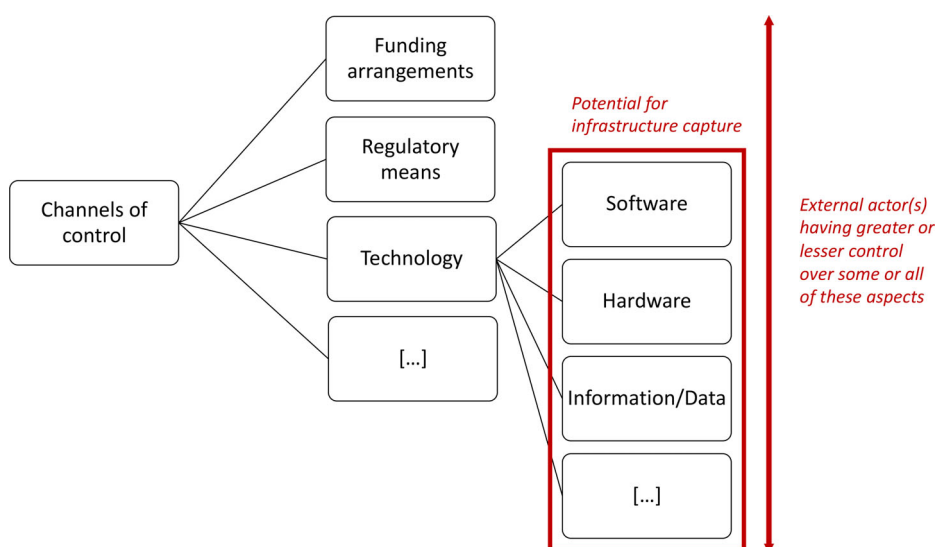 Channels of
control
Funding
arrangements
Regulatory
means
Technology
[...]
Potential for
infrastructure capture
Software
Hardware
Information/Data
[...]
External actor(s)
having greater or
lesser control
over some or all
of these aspects